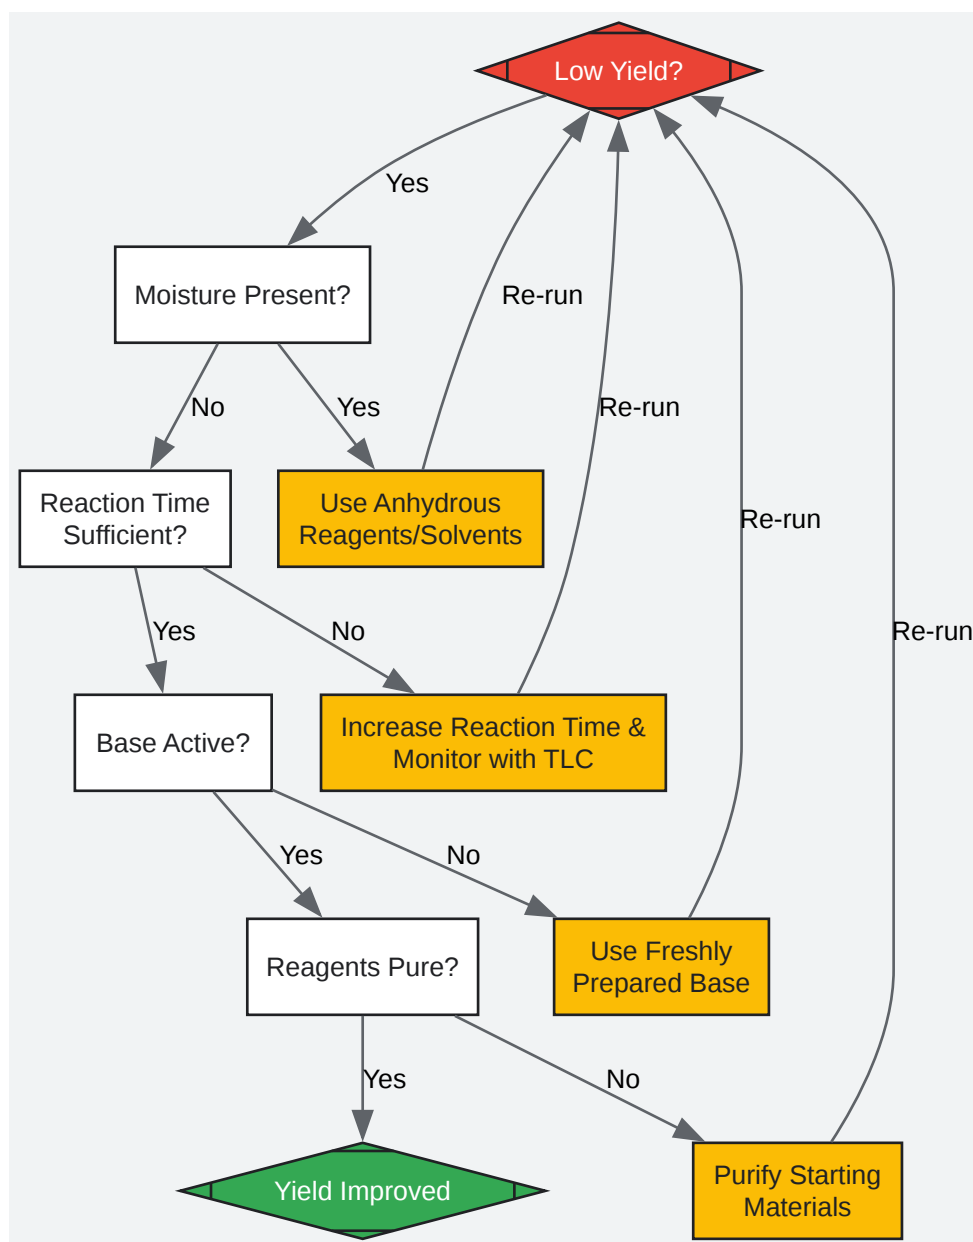 Low Yield?
Yes
Moisture Present?
Re-run
No
Yes
Re-run
Reaction Time
Sufficient?
Use Anhydrous
Reagents/Solvents
Re-run
Yes
No
Re-run
Base Active?
Increase Reaction Time &
Monitor with TLC
Yes
No
Reagents Pure?
Use Freshly
Prepared Base
Yes
No
Yield Improved
Purify Starting
Materials